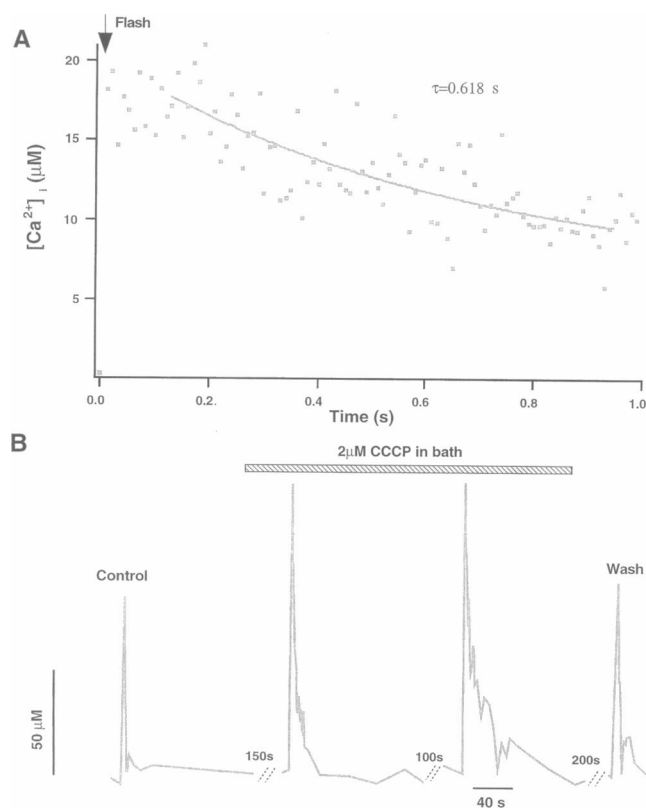 A
Flash
20
τ=0.618 s
15
[Ca²⁺] i (μM)
10
5
0.0 0.2. 0.4 0.6 0.8 1.0
Time (s)
B
2μM CCCP in bath
Control
Wash
50 μM
150s
100s
200s
40 s